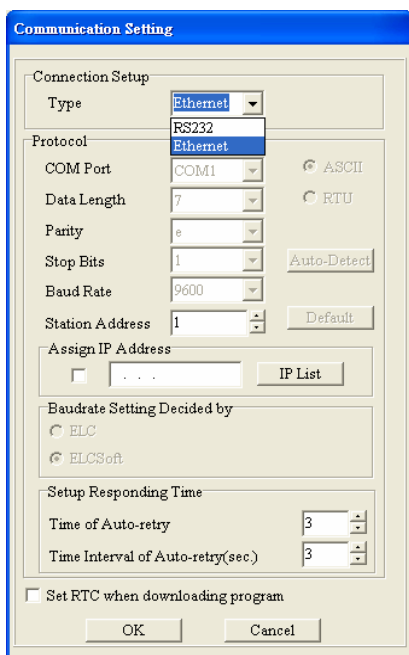 Communication Setting
Connection Setup
Type Ethernet
RS232
Ethernet
Protocol
COM Port COM1 ASCII
Data Length 7 RTU
Parity e
Stop Bits 1 Auto-Detect
Baud Rate 9600
Station Address 1 Default
Assign IP Address
. . . IP List
Baudrate Setting Decided by
ELC
ELCSoft
Setup Responding Time
Time of Auto-retry 3
Time Interval of Auto-retry(sec.) 3
Set RTC when downloading program
OK Cancel